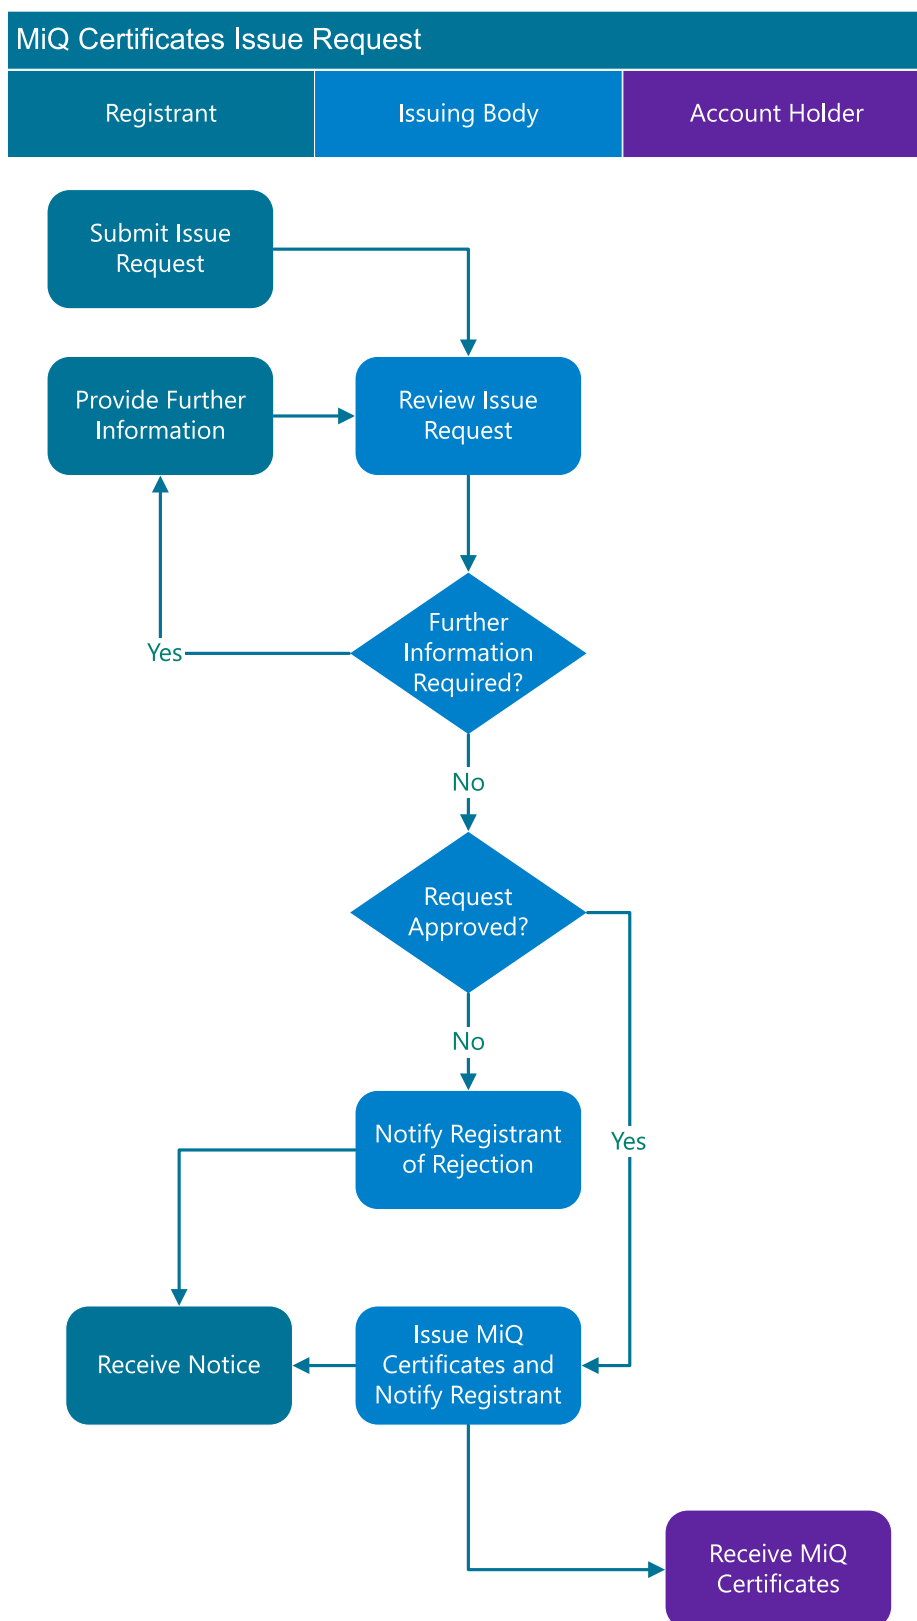 MiQ Certificates Issue Request
Registrant
Issuing Body
Account Holder
Submit Issue
Request
Provide Further
Information
Review Issue
Request
Further
Information
Required?
Yes
No
Request
Approved?
No
Yes
Notify Registrant
of Rejection
Receive Notice
Issue MiQ
Certificates and
Notify Registrant
Receive MiQ
Certificates